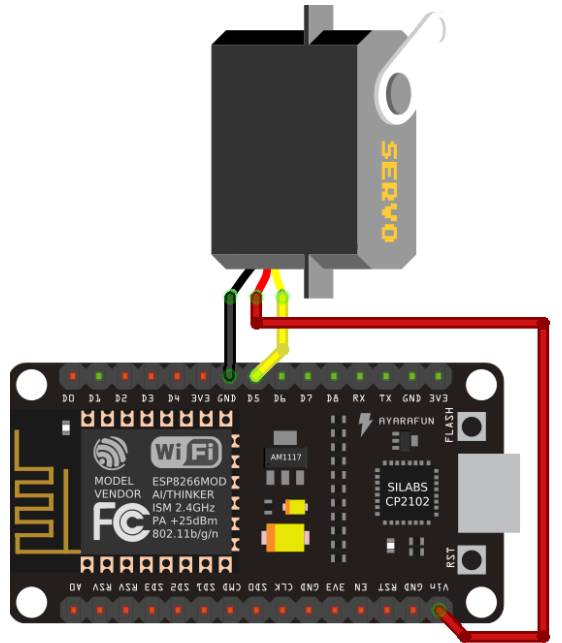 SERVO
D0 D1 D2 D3 D4 3V3 GND D5 D6 D7 D8 RX TX GND 3V3
AYARAFUN
FLASH
WiFi
MODEL
VENDOR
ESP8266MOD
AI/THINKER
ISM 2.4GHz
PA +25dBm
802.11b/g/n
FC
AM1117
SILABS
CP2102
RST
A0 RSV RSV SD3 SD2 SD1 CMD SD0 CLK GND 3V3 EN RST GND Vin